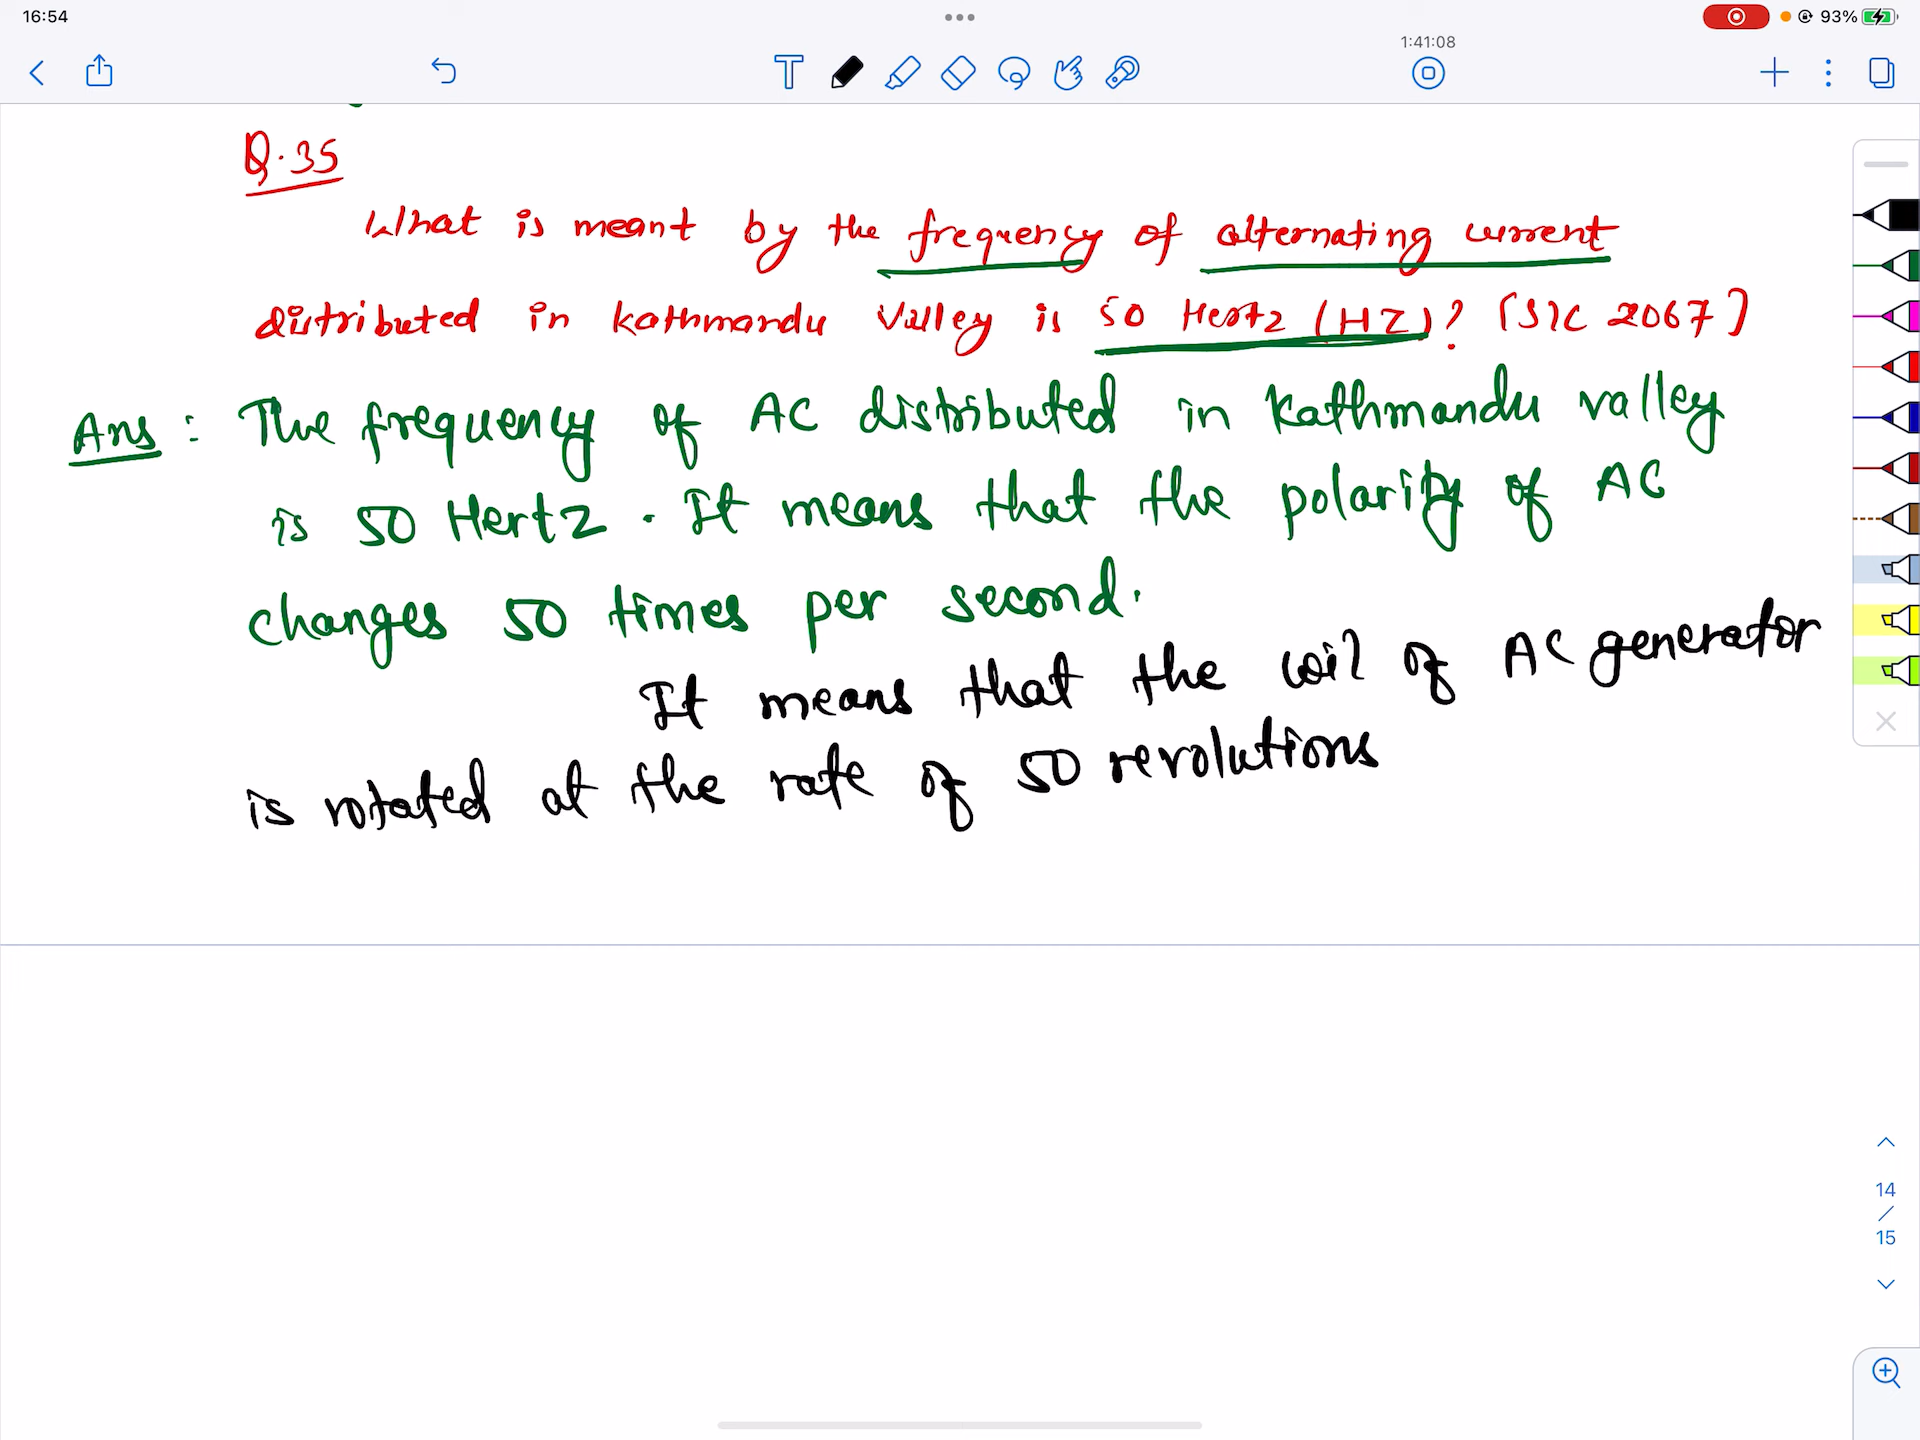 16:54
93%
1:41:08
Q.35
What is meant by the frequency of alternating current
distributed in Kathmandu Valley is 50 Hertz (HZ)? [SLC 2067]
Ans : The frequency of AC distributed in Kathmandu valley
is 50 Hertz. It means that the polarity of AC
changes 50 times per second.
It means that the coil of AC generator
is rotated at the rate of 50 revolutions
14
/
15